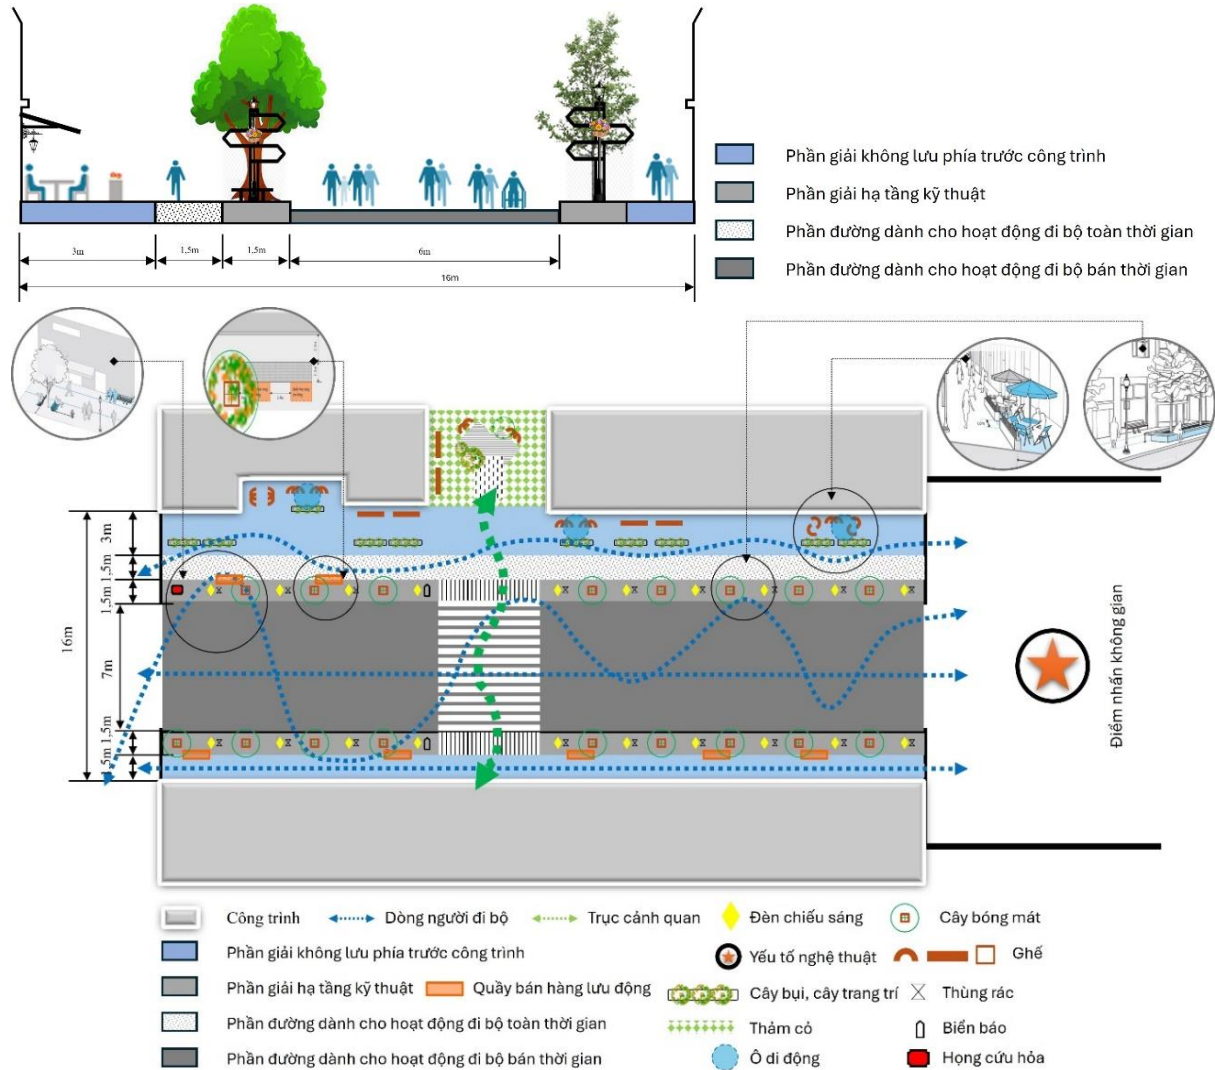 Phần giải không lưu phía trước công trình
Phần giải hạ tầng kỹ thuật
Phần đường dành cho hoạt động đi bộ toàn thời gian
Phần đường dành cho hoạt động đi bộ bán thời gian
3m
1,5m
1,5m
6m
16m
3m
1,5m
1,5m
7m
1,5m
1,5m
16m
Điểm nhấn không gian
Công trình
Dòng người đi bộ
Trục cảnh quan
Đèn chiếu sáng
Cây bóng mát
Phần giải không lưu phía trước công trình
Yếu tố nghệ thuật
Ghế
Phần giải hạ tầng kỹ thuật
Quầy bán hàng lưu động
Cây bụi, cây trang trí
Thùng rác
Phần đường dành cho hoạt động đi bộ toàn thời gian
Thảm cỏ
Biển báo
Phần đường dành cho hoạt động đi bộ bán thời gian
Ô di động
Họng cứu hỏa